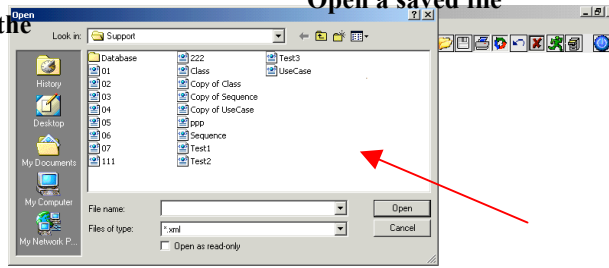 Open a saved file
the
Open
Look in: Support
Database
01
02
03
04
05
06
07
111
222
Class
Copy of Class
Copy of Sequence
Copy of UseCase
ppp
Sequence
Test1
Test2
Test3
UseCase
History
Desktop
My Documents
My Computer
My Network P...
File name:
Open
Files of type: *.xml
Cancel
Open as read-only